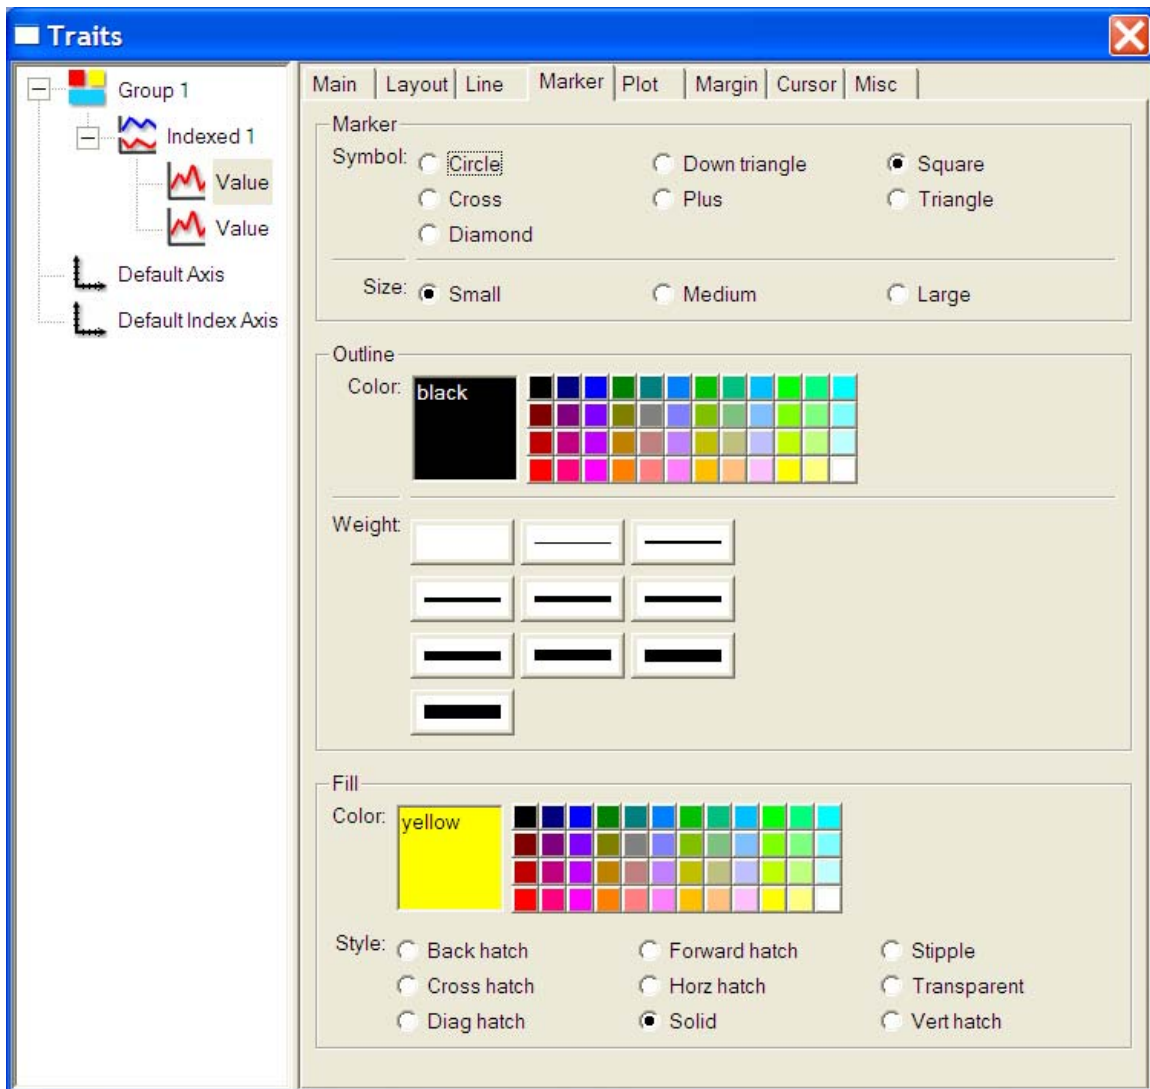 Traits
Group 1
Indexed 1
Value
Value
Default Axis
Default Index Axis
Main Layout Line Marker Plot Margin Cursor Misc
Marker
Symbol: Circle Down triangle Square
Cross Plus Triangle
Diamond
Size: Small Medium Large
Outline
Color: black
Weight:
Fill
Color: yellow
Style: Back hatch Forward hatch Stipple
Cross hatch Horz hatch Transparent
Diag hatch Solid Vert hatch